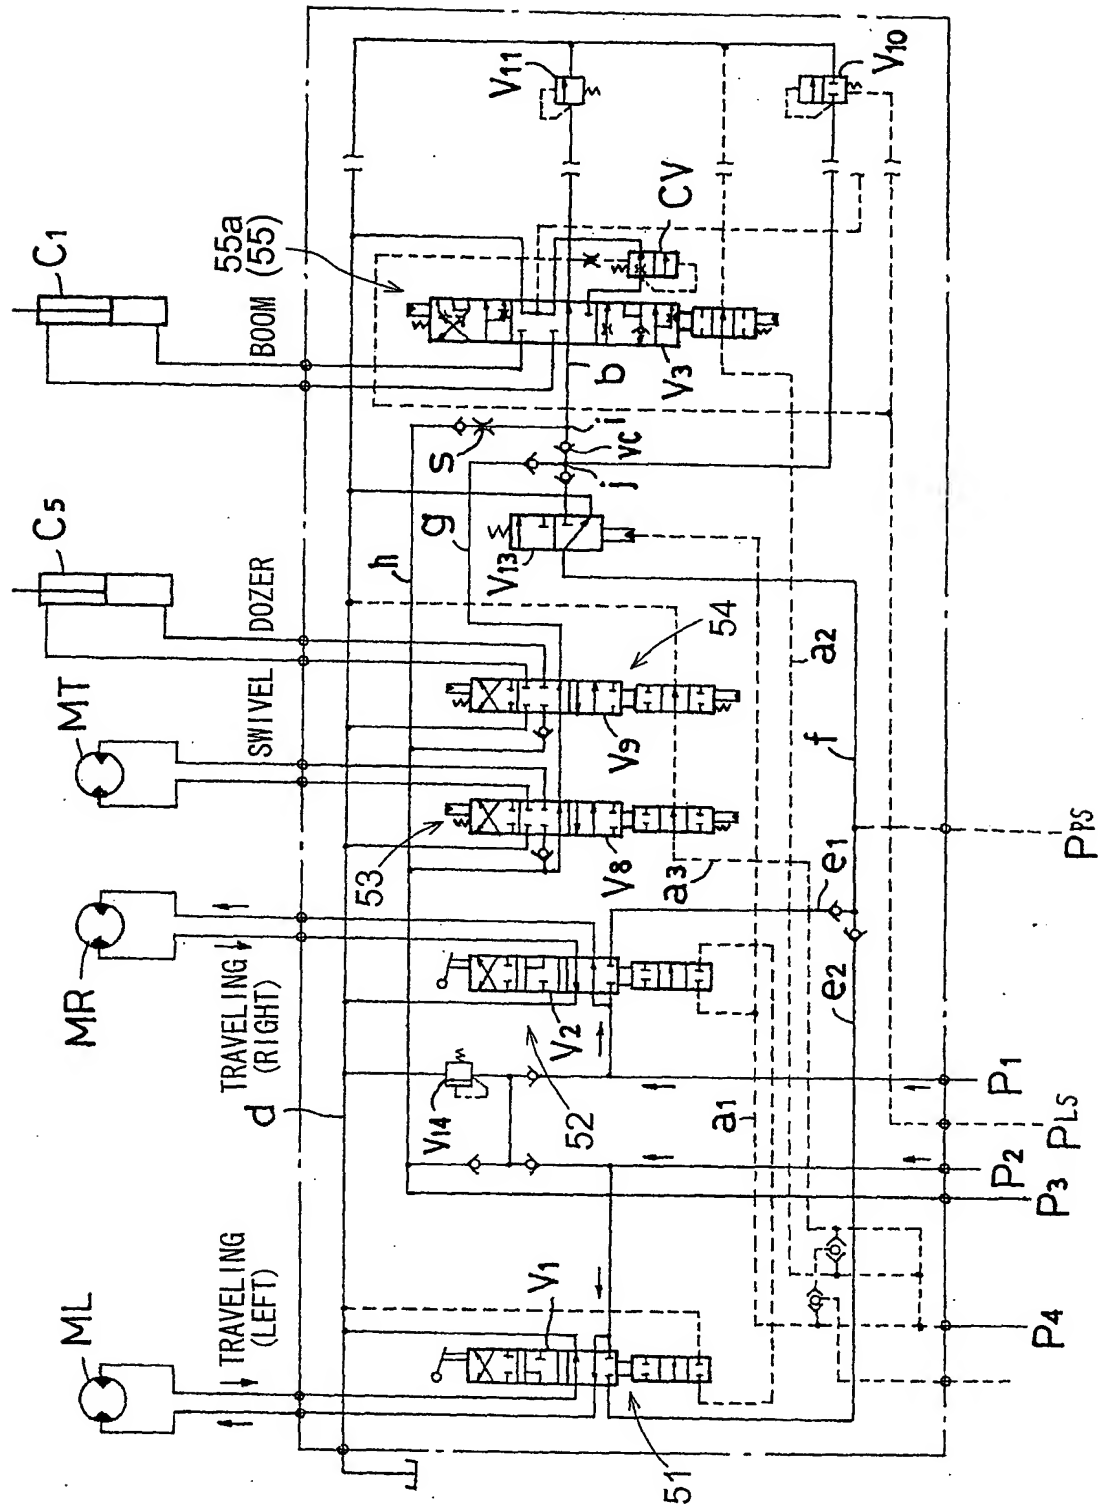 ML
TRAVELING
(LEFT)
MR
TRAVELING
(RIGHT)
MT
SWIVEL
DOZER
C5
C1
BOOM
55a
(55)
d
V1
51
V14
52
V2
53
V8
V9
54
h
g
V13
S
j
VC
i
b
V3
CV
V11
V10
a1
a2
a3
e1
e2
f
P4
P3
P2
PLS
P1
PPS